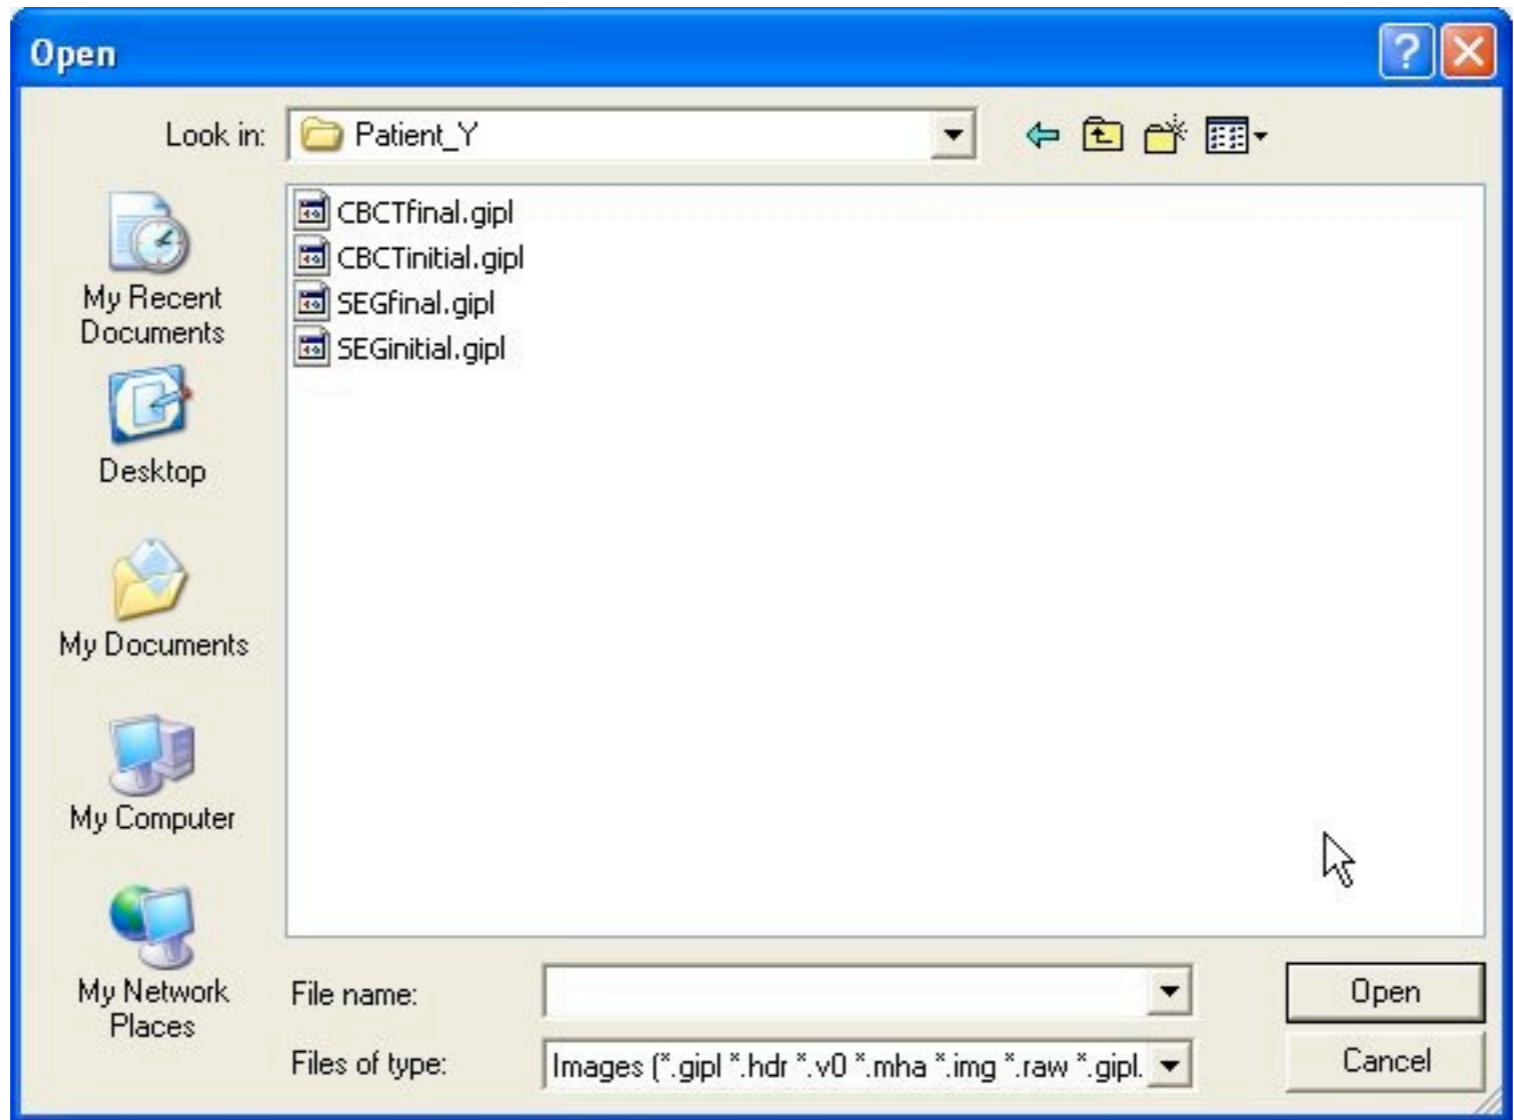 Open
Look in: Patient_Y
CBCTfinal.gipl
CBCTinitial.gipl
SEGfinal.gipl
SEGinitial.gipl
My Recent
Documents
Desktop
My Documents
My Computer
My Network
Places
File name:
Open
Files of type: Images (*.gipl *.hdr *.v0 *.mha *.img *.raw *.gipl.
Cancel